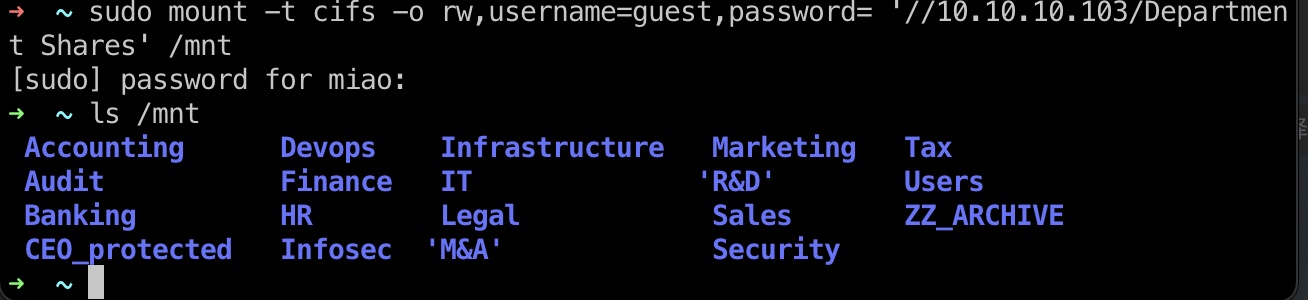 → ~ sudo mount -t cifs -o rw,username=guest,password= '//10.10.10.103/Departmen
t Shares' /mnt
[sudo] password for miao:
→ ~ ls /mnt
Accounting Devops Infrastructure Marketing Tax
Audit Finance IT 'R&D' Users
Banking HR Legal Sales ZZ_ARCHIVE
CEO_protected Infosec 'M&A' Security
→ ~